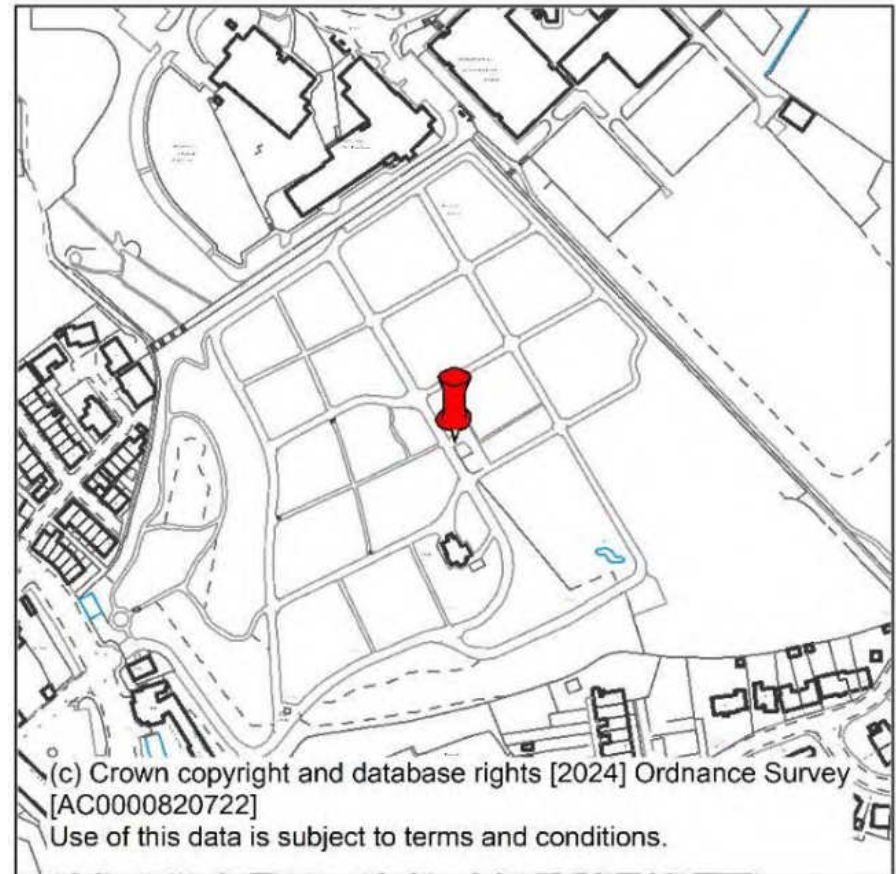 (c) Crown copyright and database rights [2024] Ordnance Survey
[AC0000820722]
Use of this data is subject to terms and conditions.